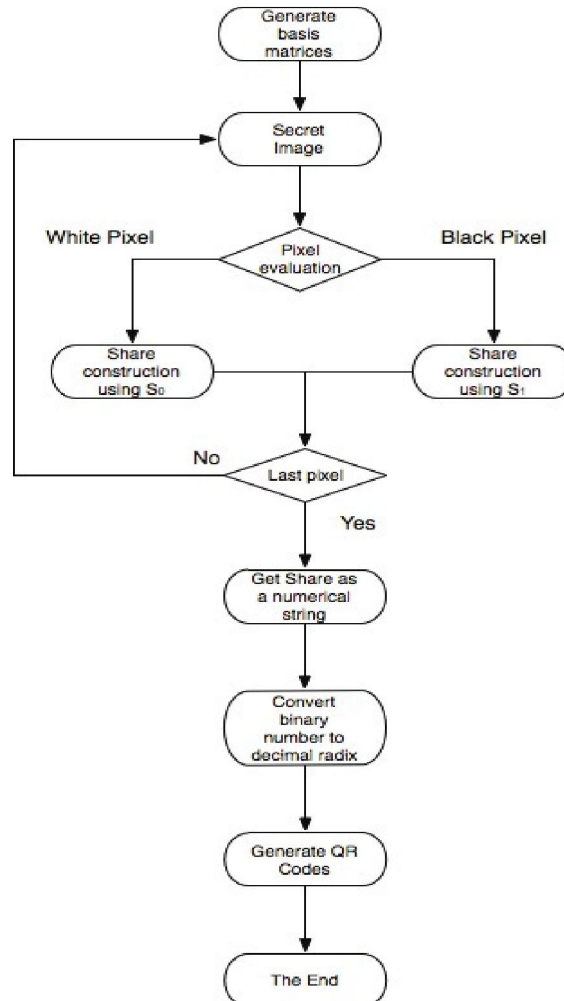 Generate
basis
matrices
Secret
Image
White Pixel
Black Pixel
Pixel
evaluation
Share
construction
using S₀
Share
construction
using S₁
No
Last pixel
Yes
Get Share as
a numerical
string
Convert
binary
number to
decimal radix
Generate QR
Codes
The End